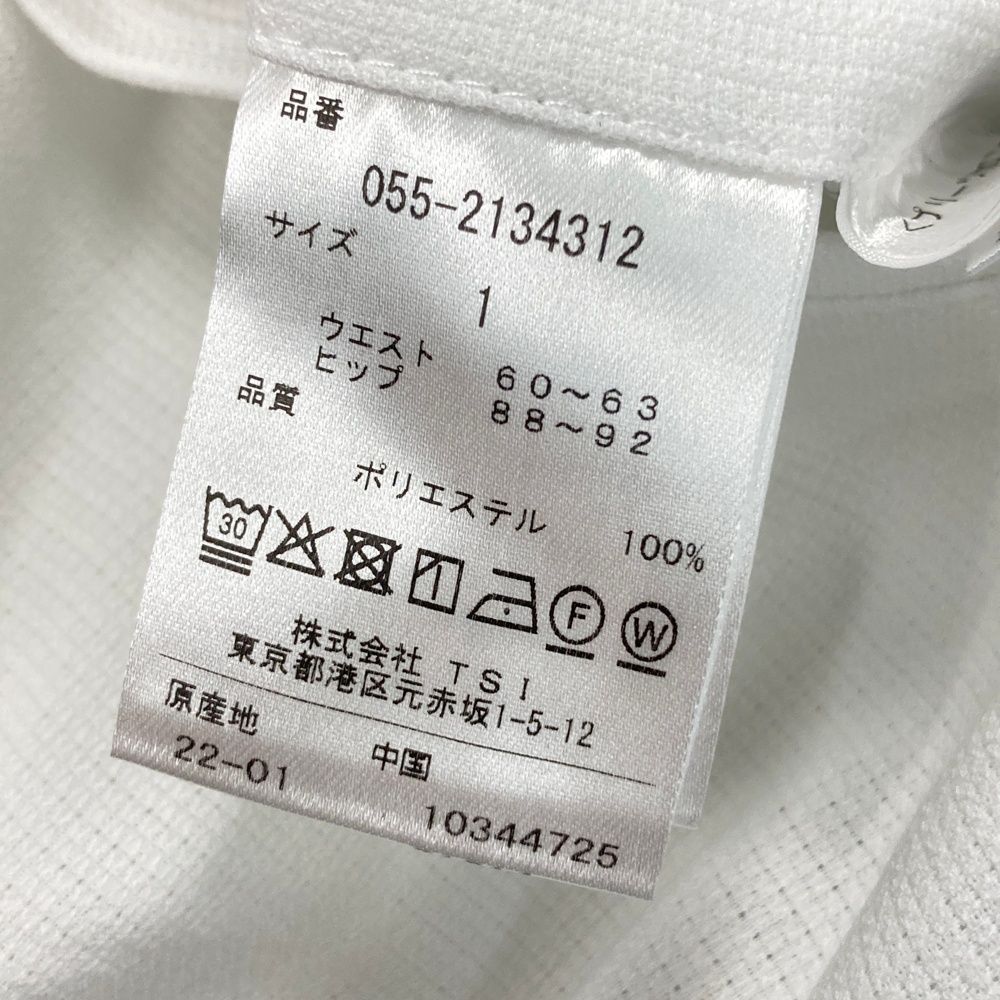 品番
055-2134312
サイズ
1
ウエスト 60～63
ヒップ 88～92
品質
ポリエステル 100%
30
F W
株式会社 TSI
東京都港区元赤坂1-5-12
原産地 中国
22-01 10344725